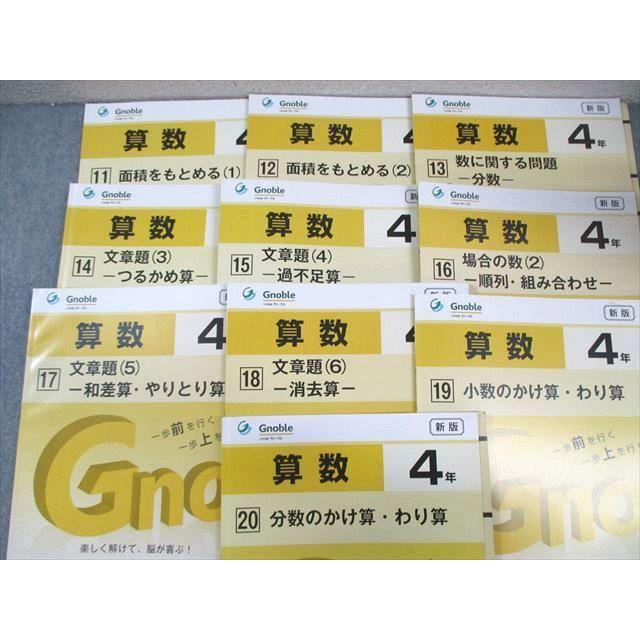 Gnoble
算数
4
11 面積をもとめる(1)
Gnoble
算数
4
12 面積をもとめる(2)
Gnoble
新版
算数 4年
13 数に関する問題
ー分数ー
Gnoble
算数
14 文章題(3)
ーつるかめ算ー
Gnoble
算数 4
15 文章題(4)
ー過不足算ー
Gnoble
新版
算数 4年
16 場合の数(2)
ー順列・組み合わせー
Gnoble
算数 4
17 文章題(5)
ー和差算・やりとり算
一歩前を行く
一歩上を行く
Gno
楽しく解けて、脳が喜ぶ!
Gnoble
新版
算数 4
18 文章題(6)
ー消去算ー
Gnoble
新版
算数 4年
19 小数のかけ算・わり算
一歩前を行く
一歩上を行
Gno
Gnoble
新版
算数 4年
20 分数のかけ算・わり算